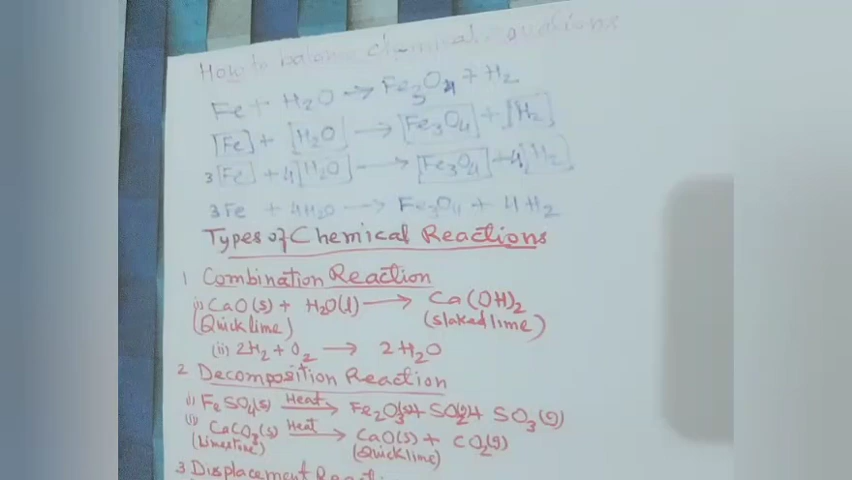 How to balance chemical equations
Fe + H₂O → Fe₃O₄ + H₂
[Fe] + [H₂O] → [Fe₃O₄] + [H₂]
3[Fe] + 4[H₂O] → [Fe₃O₄] + 4[H₂]
3Fe + 4H₂O → Fe₃O₄ + 4H₂
Types of Chemical Reactions
1 Combination Reaction
i) CaO(s) + H₂O(l) → Ca(OH)₂
(Quicklime) (slaked lime)
(ii) 2H₂ + O₂ → 2H₂O
2 Decomposition Reaction
i) FeSO₄(s) Heat→ Fe₂O₃(s) + SO₂(g) + SO₃(g)
(ii) CaCO₃(s) Heat→ CaO(s) + CO₂(g)
(Limestone) (Quicklime)
3 Displacement